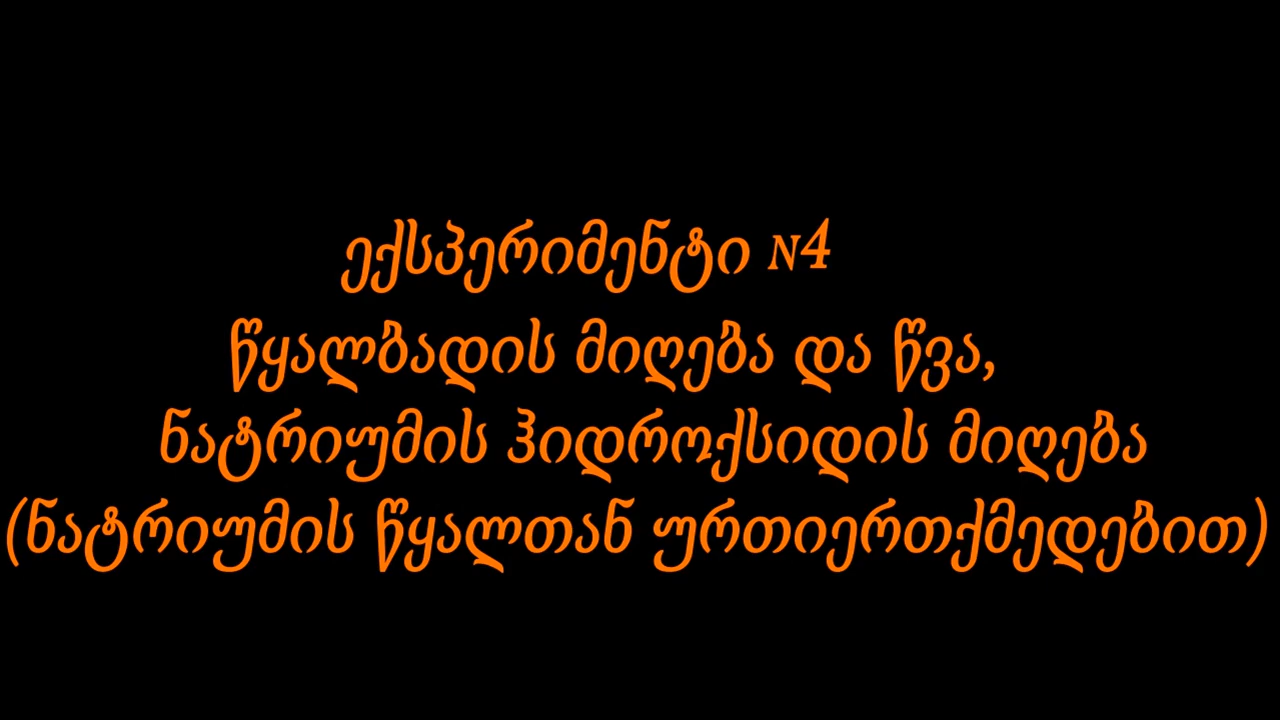 ექსპერიმენტი N4
წყალბადის მიღება და წვა,
ნატრიუმის ჰიდროქსიდის მიღება
(ნატრიუმის წყალთან ურთიერთქმედებით)